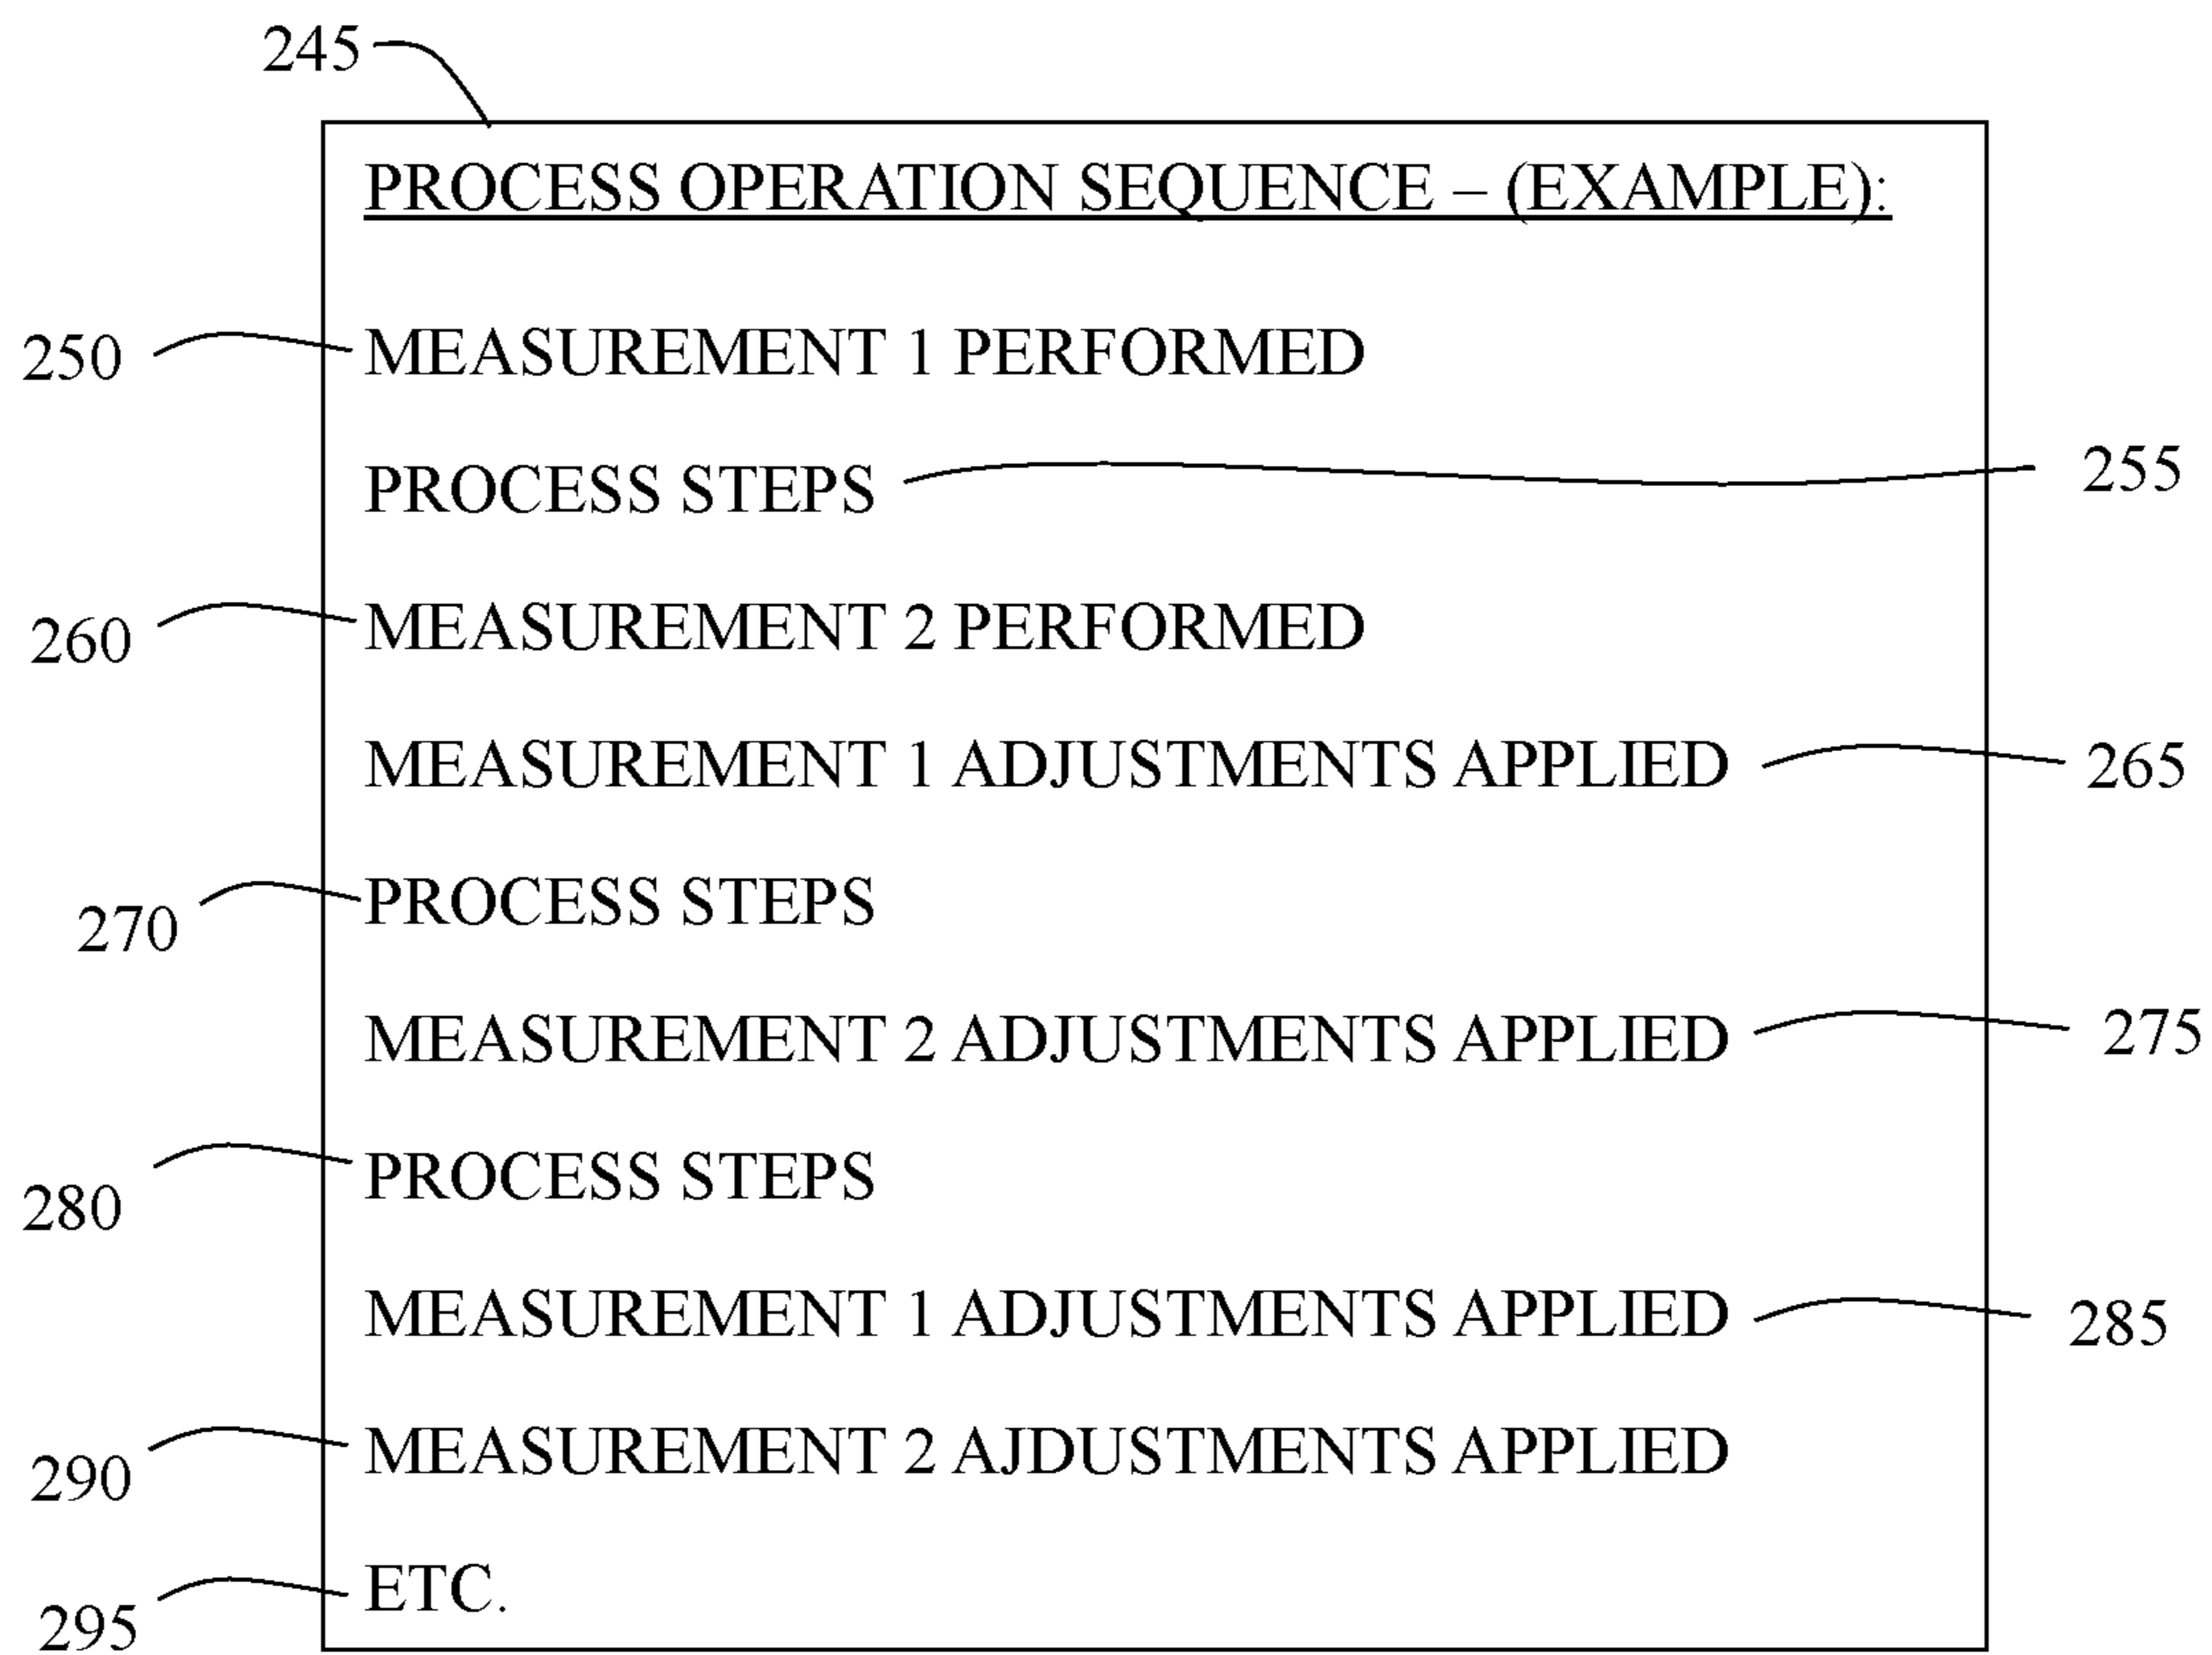 245
PROCESS OPERATION SEQUENCE – (EXAMPLE):
250 MEASUREMENT 1 PERFORMED
PROCESS STEPS 255
260 MEASUREMENT 2 PERFORMED
MEASUREMENT 1 ADJUSTMENTS APPLIED 265
270 PROCESS STEPS
MEASUREMENT 2 ADJUSTMENTS APPLIED 275
280 PROCESS STEPS
MEASUREMENT 1 ADJUSTMENTS APPLIED 285
290 MEASUREMENT 2 AJDUSTMENTS APPLIED
295 ETC.